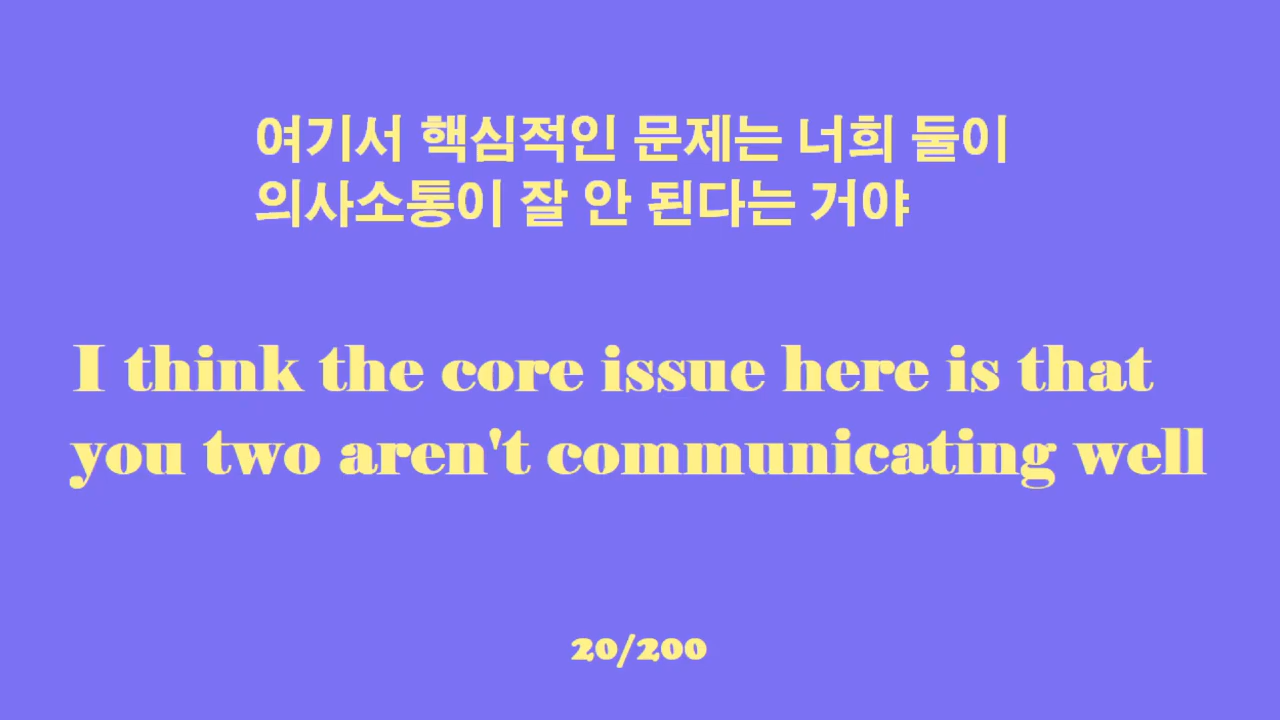 여기서 핵심적인 문제는 너희 둘이
의사소통이 잘 안 된다는 거야
I think the core issue here is that
you two aren't communicating well
20/200